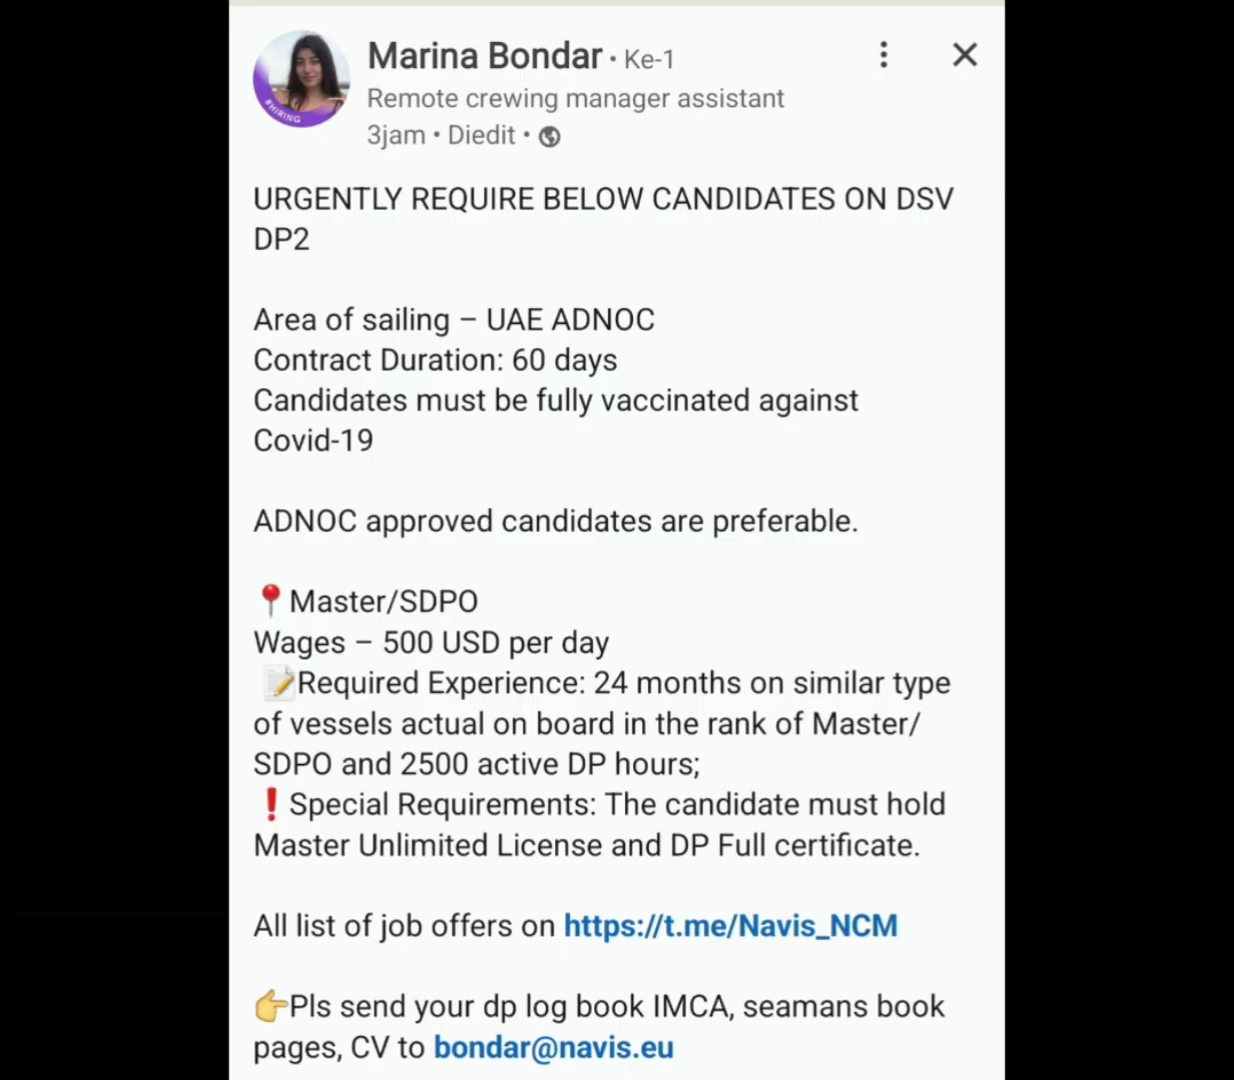 Marina Bondar • Ke-1
Remote crewing manager assistant
3jam • Diedit •
#HIRING
URGENTLY REQUIRE BELOW CANDIDATES ON DSV
DP2
Area of sailing – UAE ADNOC
Contract Duration: 60 days
Candidates must be fully vaccinated against
Covid-19
ADNOC approved candidates are preferable.
📍Master/SDPO
Wages – 500 USD per day
📝Required Experience: 24 months on similar type
of vessels actual on board in the rank of Master/
SDPO and 2500 active DP hours;
❗Special Requirements: The candidate must hold
Master Unlimited License and DP Full certificate.
All list of job offers on https://t.me/Navis_NCM
👉Pls send your dp log book IMCA, seamans book
pages, CV to bondar@navis.eu